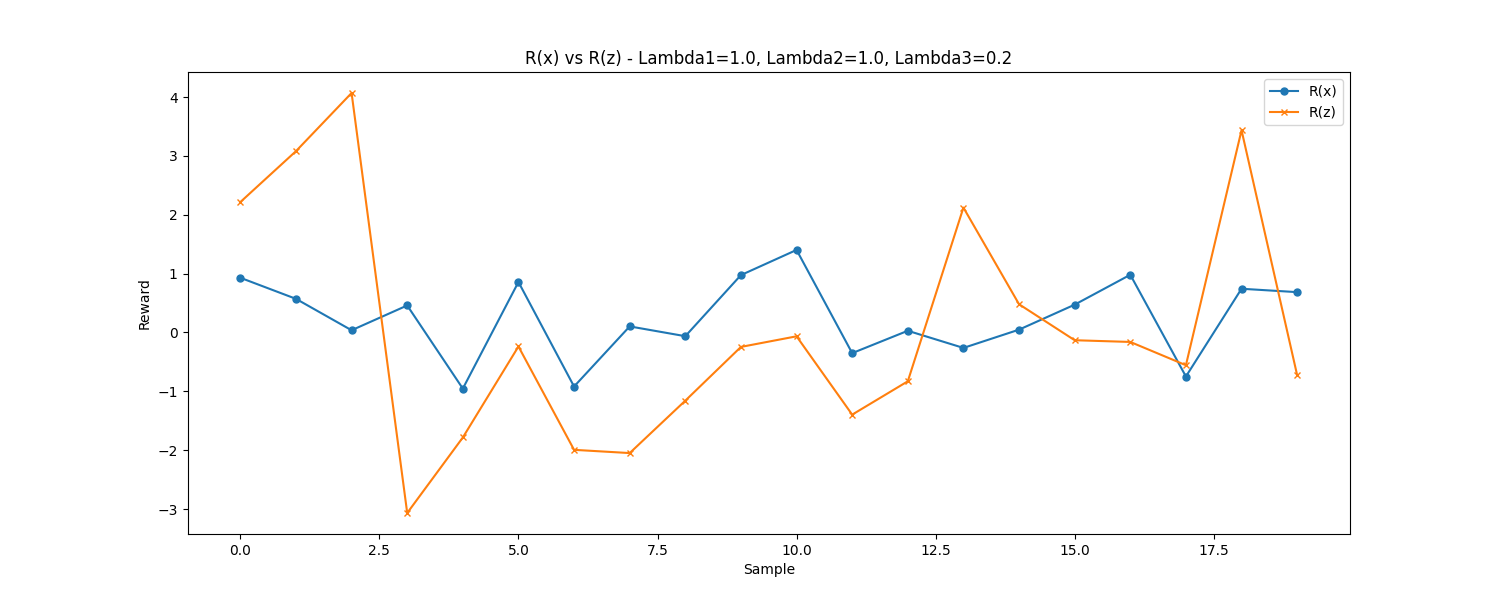 R(x) vs R(z) - Lambda1=1.0, Lambda2=1.0, Lambda3=0.2
R(x)
R(z)
Reward
4
3
2
1
0
−1
−2
−3
0.0 2.5 5.0 7.5 10.0 12.5 15.0 17.5
Sample